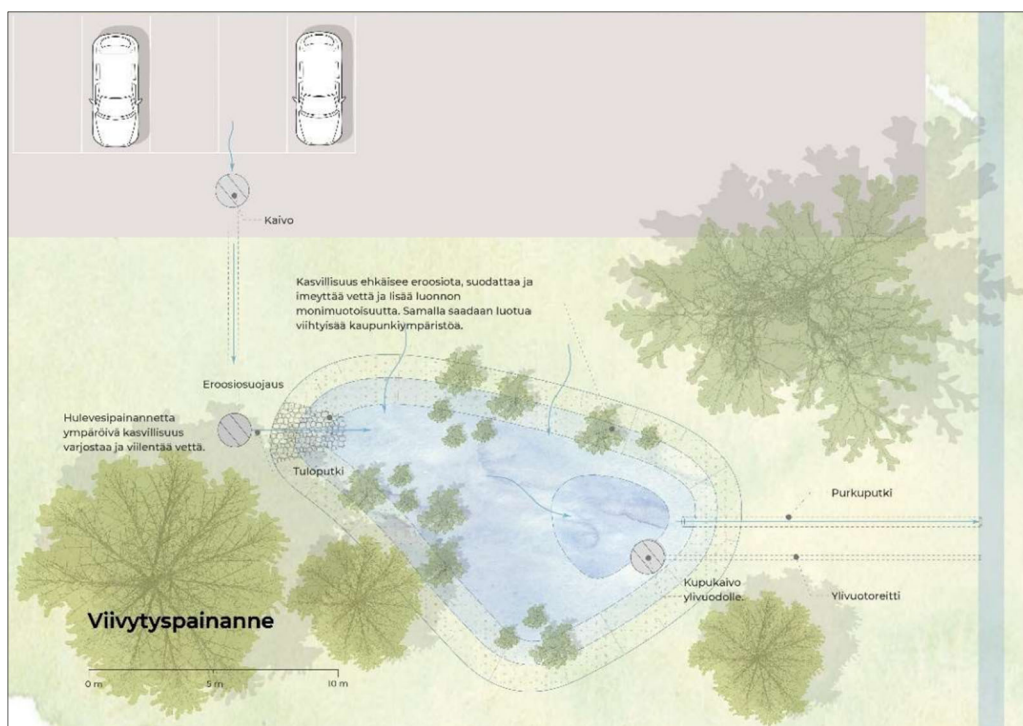 Kaivo
Kasvillisuus ehkäisee eroosiota, suodattaa ja
imeyttää vettä ja lisää luonnon
monimuotoisuutta. Samalla saadaan luotua
viihtyisää kaupunkiympäristöä.
Eroosiosuojaus
Hulevesipainannetta
ympäröivä kasvillisuus
varjostaa ja viilentää vettä.
Tuloputki
Purkuputki
Kupukaivo
ylivuodolle.
Ylivuotoreitti
Viivytyspainanne
0 m
5 m
10 m